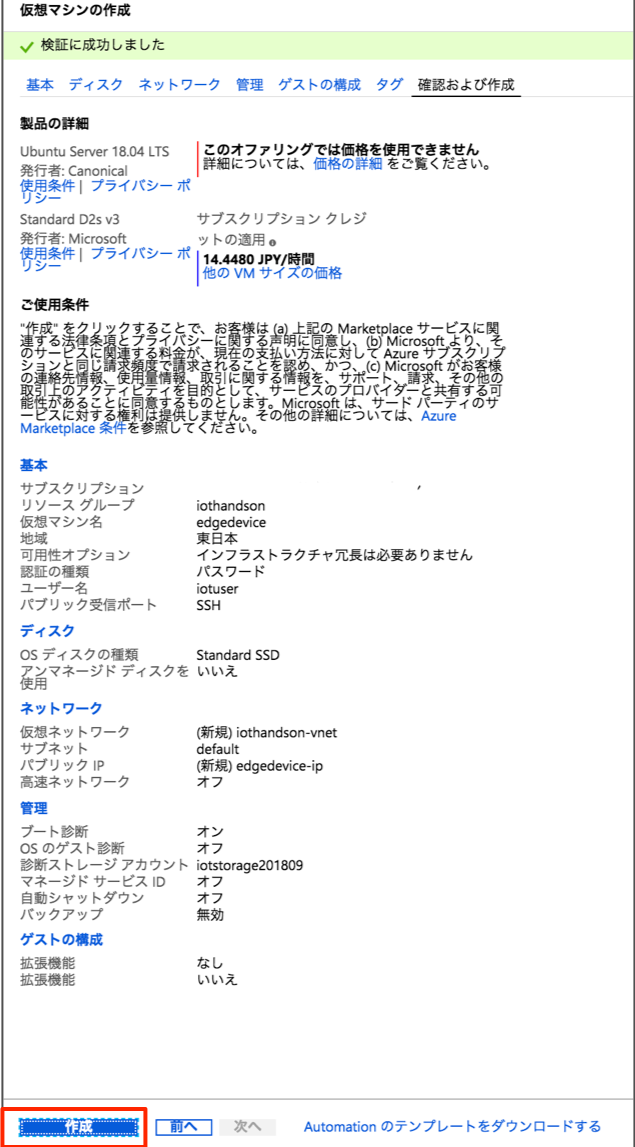 仮想マシンの作成
検証に成功しました
基本 ディスク ネットワーク 管理 ゲストの構成 タグ 確認および作成
製品の詳細
Ubuntu Server 18.04 LTS
発行者: Canonical
使用条件 | プライバシー ポ
リシー
このオファリングでは価格を使用できません
詳細については、価格の詳細 をご覧ください。
Standard D2s v3
発行者: Microsoft
使用条件 | プライバシー ポ
リシー
サブスクリプション クレジ
ットの適用
14.4480 JPY/時間
他の VM サイズの価格
ご使用条件
"作成" をクリックすることで、お客様は (a) 上記の Marketplace サービスに関
連する法律条項とプライバシーに関する声明に同意し、(b) Microsoft より、そ
のサービスに関連する料金が、現在の支払い方法に対して Azure サブスクリプ
ションと同じ請求頻度で請求されることを認め、かつ、(c) Microsoft がお客様
の連絡先情報、使用量情報、取引に関する情報を、サポート、請求、その他の
取引上のアクティビティを目的として、サービスのプロバイダーと共有する可
能性があることに同意するものとします。Microsoft は、サード パーティのサ
ービスに対する権利は提供しません。その他の詳細については、Azure
Marketplace 条件を参照してください。
基本
サブスクリプション
リソース グループ iothandson
仮想マシン名 edgedevice
地域 東日本
可用性オプション インフラストラクチャ冗長は必要ありません
認証の種類 パスワード
ユーザー名 iotuser
パブリック受信ポート SSH
ディスク
OS ディスクの種類 Standard SSD
アンマネージド ディスクを いいえ
使用
ネットワーク
仮想ネットワーク (新規) iothandson-vnet
サブネット default
パブリック IP (新規) edgedevice-ip
高速ネットワーク オフ
管理
ブート診断 オン
OS のゲスト診断 オフ
診断ストレージ アカウント iotstorage201809
マネージド サービス ID オフ
自動シャットダウン オフ
バックアップ 無効
ゲストの構成
拡張機能 なし
拡張機能 いいえ
作成 前へ 次へ Automation のテンプレートをダウンロードする